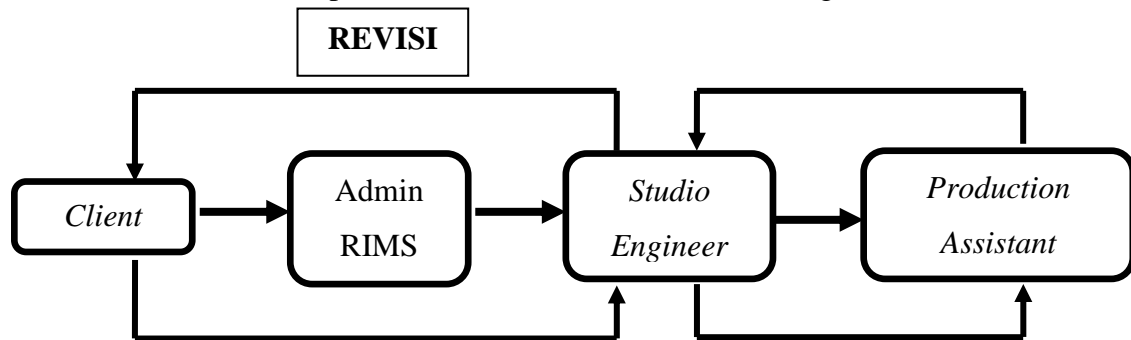 REVISI
Client
Admin
RIMS
Studio
Engineer
Production
Assistant